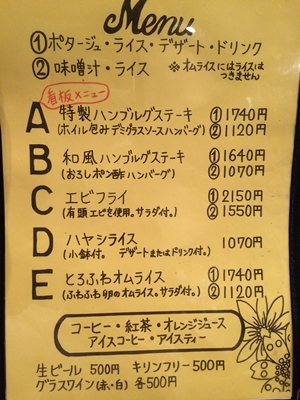 Menu
①ポタージュ・ライス・デザート・ドリンク
②味噌汁・ライス ※オムライスにはライスはつきません
看板メニュー
A 特製ハンブルグステーキ ①1740円
(ホイル包みデミグラスソースハンバーグ) ②1120円
B 和風ハンブルグステーキ ①1640円
(おろしポン酢ハンバーグ) ②1070円
C エビフライ ①2150円
(有頭エビを使用。サラダ付。) ②1550円
D ハヤシライス 1070円
(小鉢付。 デザートまたはドリンク付。)
E とろふわオムライス ①1740円
(ふわふわ卵のオムライス。サラダ付。) ②1120円
コーヒー・紅茶・オレンジジュース
アイスコーヒー・アイスティー
生ビール 500円 キリンフリー500円
グラスワイン(赤・白) 各500円